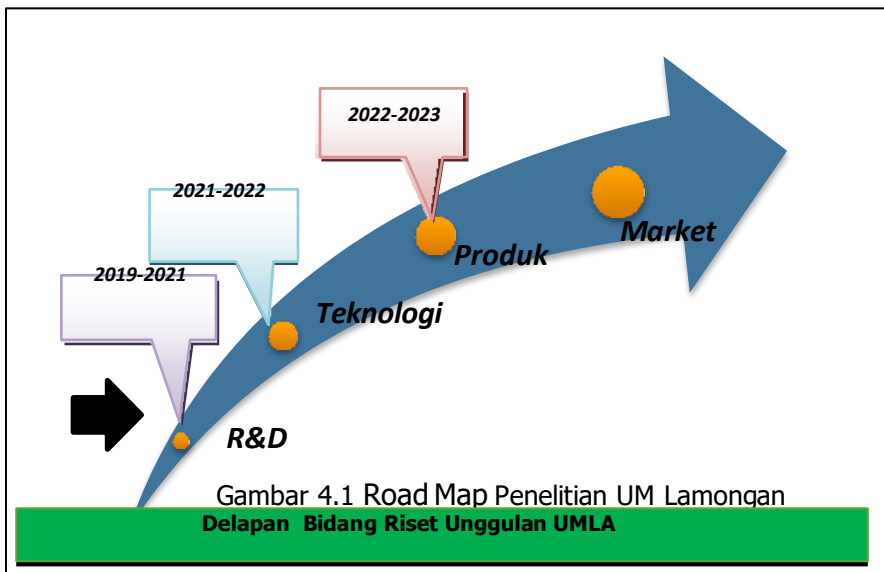 2022-2023
2021-2022
2019-2021
Market
Produk
Teknologi
R&D
Gambar 4.1 Road Map Penelitian UM Lamongan
Delapan Bidang Riset Unggulan UMLA